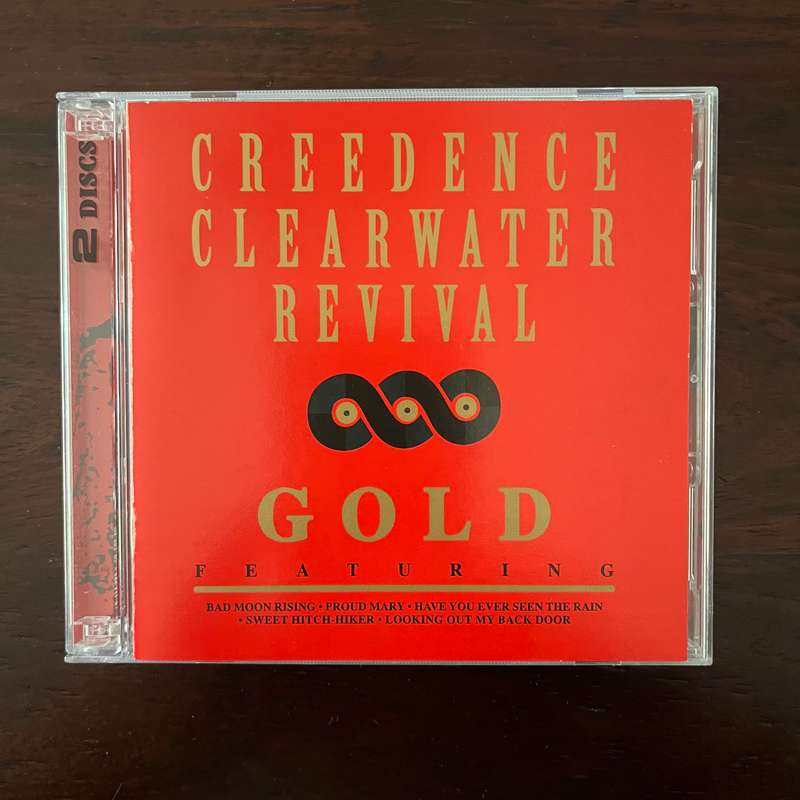 2 DISCS
CREEDENCE
CLEARWATER
REVIVAL
GOLD
FEATURING
BAD MOON RISING • PROUD MARY • HAVE YOU EVER SEEN THE RAIN
• SWEET HITCH-HIKER • LOOKING OUT MY BACK DOOR